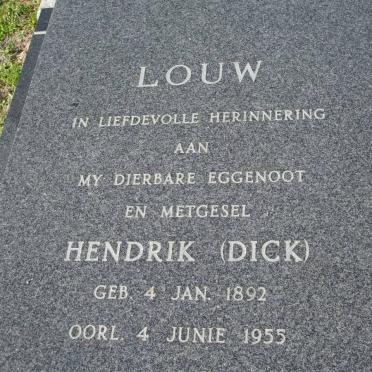 LOUW
IN LIEFDEVOLLE HERINNERING
AAN
MY DIERBARE EGGENOOT
EN METGESEL
HENDRIK (DICK)
GEB. 4 JAN. 1892
OORL. 4 JUNIE 1955